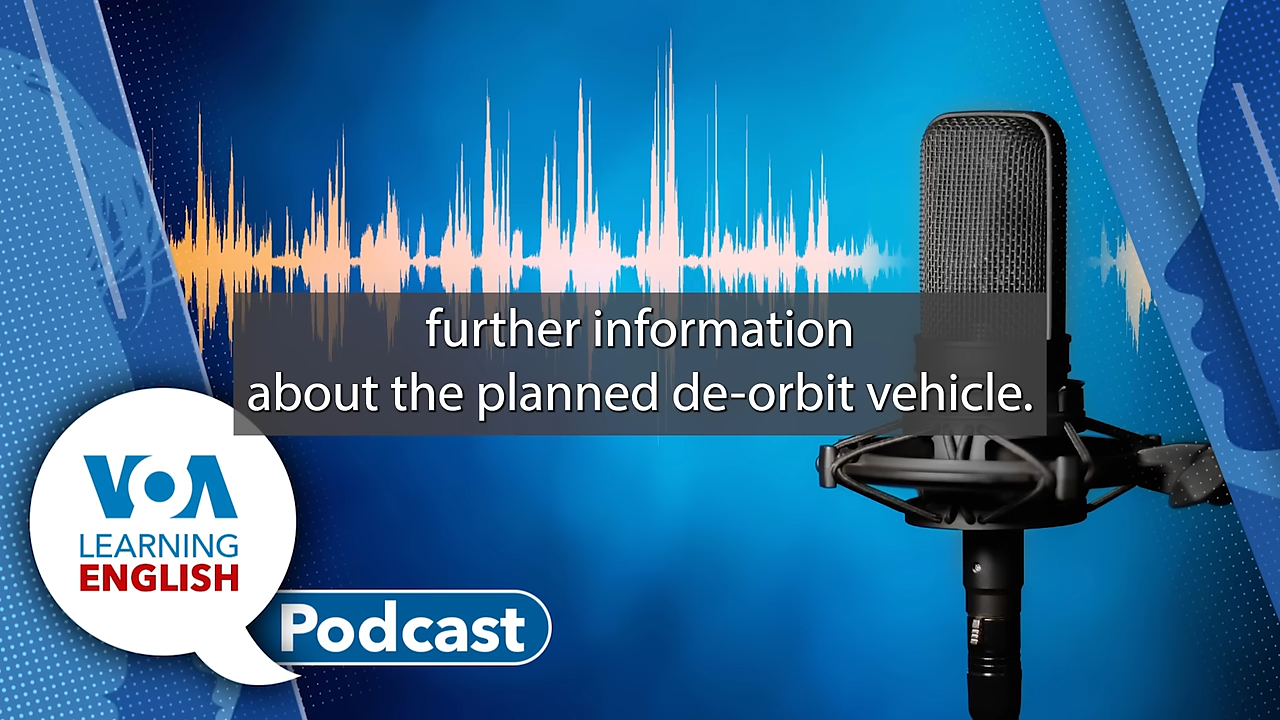 further information
about the planned de-orbit vehicle.
VOA
LEARNING
ENGLISH
Podcast